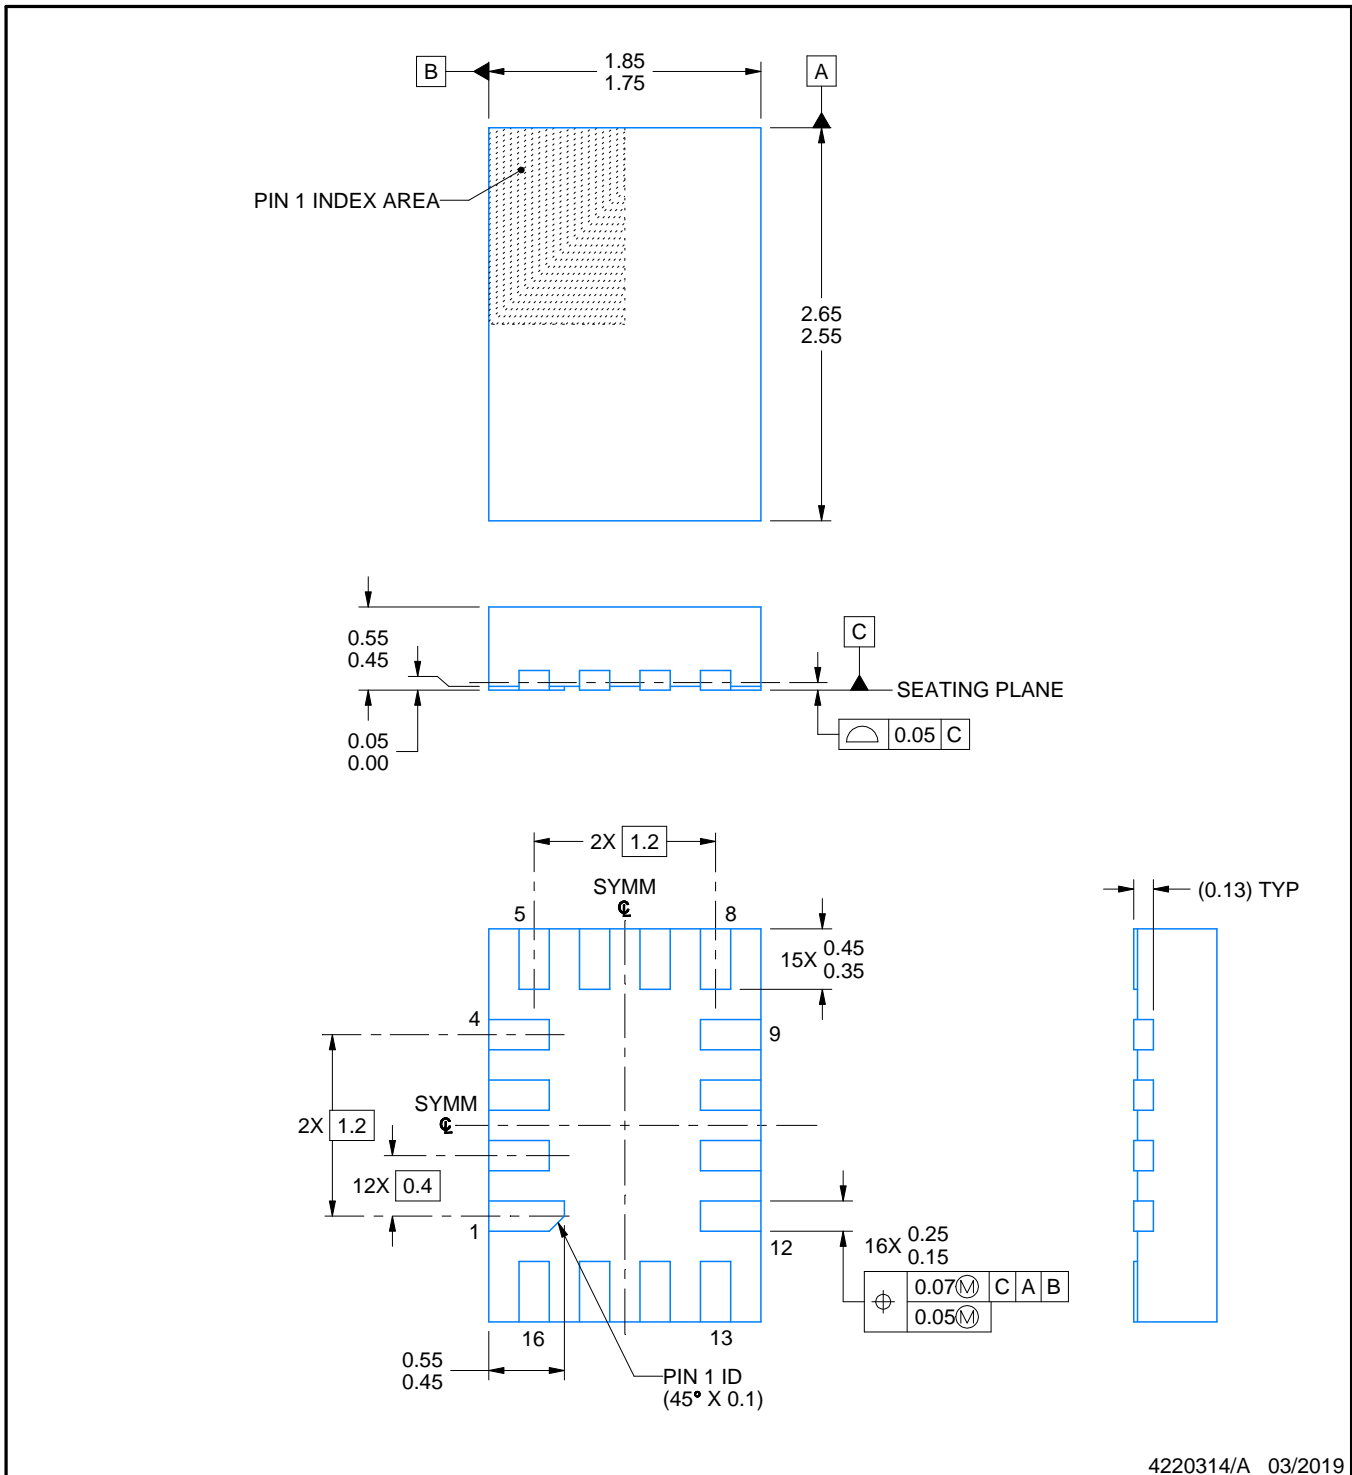 B
1.85
1.75
A
PIN 1 INDEX AREA
2.65
2.55
0.55
0.45
C
SEATING PLANE
0.05 C
0.05
0.00
2X 1.2
SYMM
(0.13) TYP
5
8
15X 0.45
0.35
4
9
SYMM
2X 1.2
12X 0.4
1
12
16X 0.25
0.15
0.07Ⓜ C A B
0.05Ⓜ
16
13
0.55
0.45
PIN 1 ID
(45° X 0.1)
4220314/A 03/2019